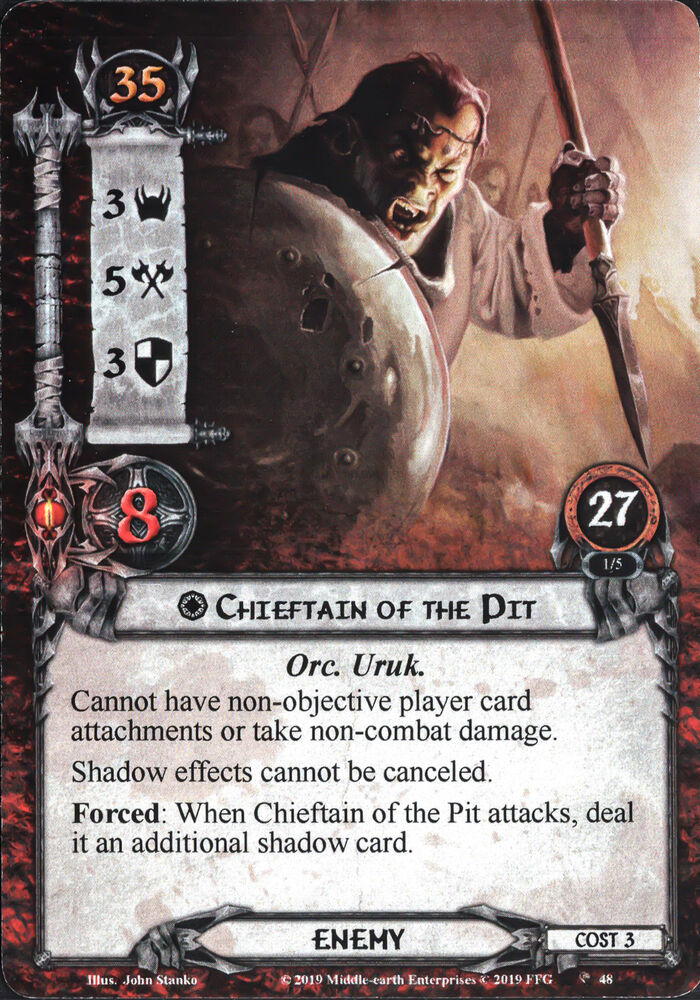 35
3
5
3
8
27
1/5
Chieftain of the Pit
Orc. Uruk.
Cannot have non-objective player card
attachments or take non-combat damage.
Shadow effects cannot be canceled.
Forced: When Chieftain of the Pit attacks, deal
it an additional shadow card.
ENEMY
COST 3
Illus. John Stanko
© 2019 Middle-earth Enterprises © 2019 FFG
48